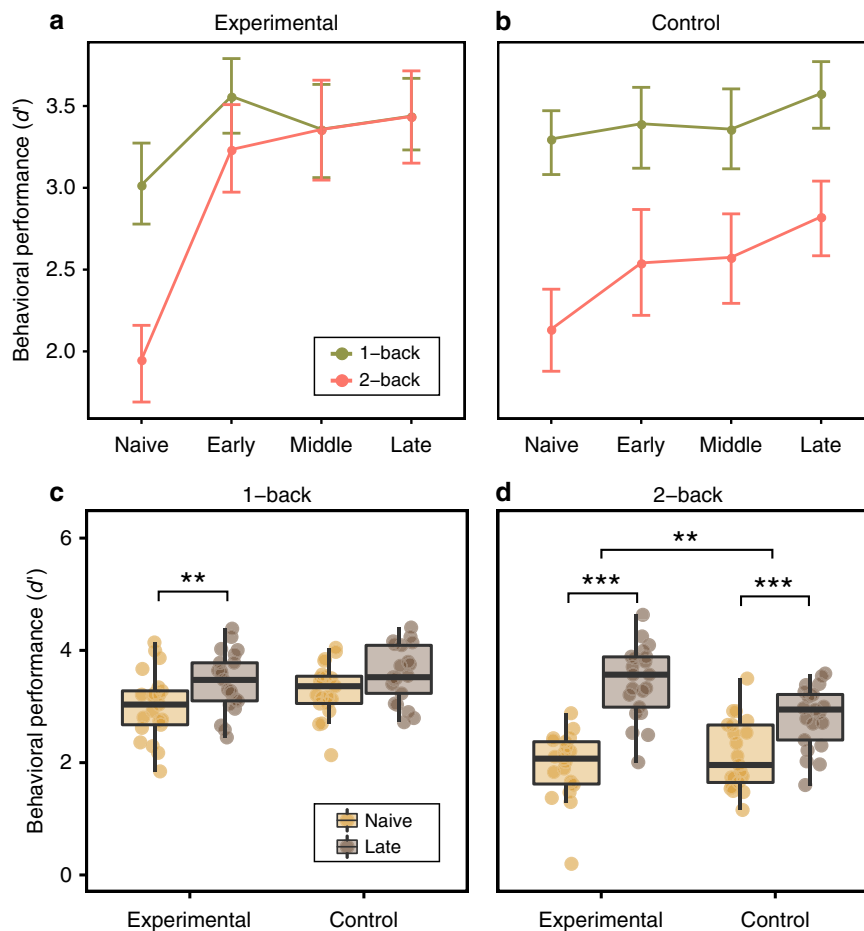 a Experimental
b Control
Behavioral performance (d′)
3.5
3.0
2.5
2.0
1–back
2–back
Naive Early Middle Late
Naive Early Middle Late
c 1–back
d 2–back
Behavioral performance (d′)
6
4
2
0
**
**
***
***
Naive
Late
Experimental Control
Experimental Control